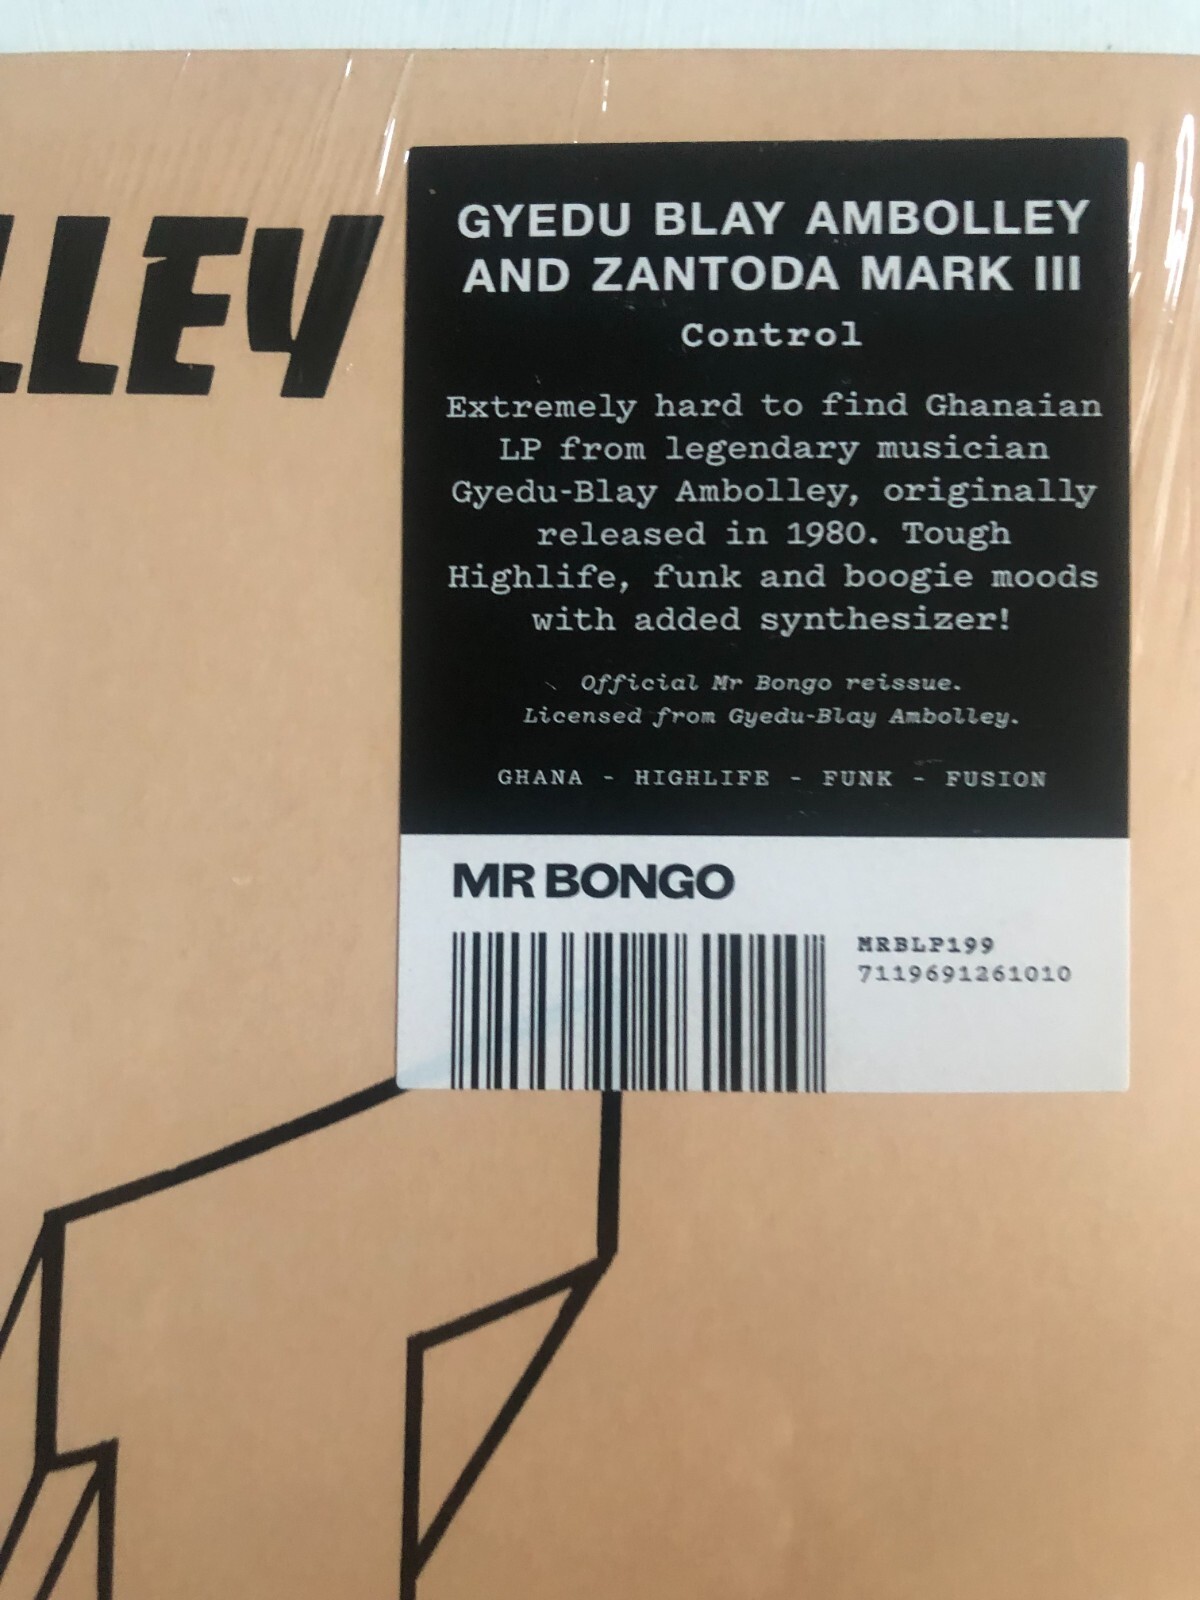 LLEY
GYEDU BLAY AMBOLLEY
AND ZANTODA MARK III
Control
Extremely hard to find Ghanaian
LP from legendary musician
Gyedu-Blay Ambolley, originally
released in 1980. Tough
Highlife, funk and boogie moods
with added synthesizer!
Official Mr Bongo reissue.
Licensed from Gyedu-Blay Ambolley.
GHANA - HIGHLIFE - FUNK - FUSION
MR BONGO
MRBLP199
7119691261010